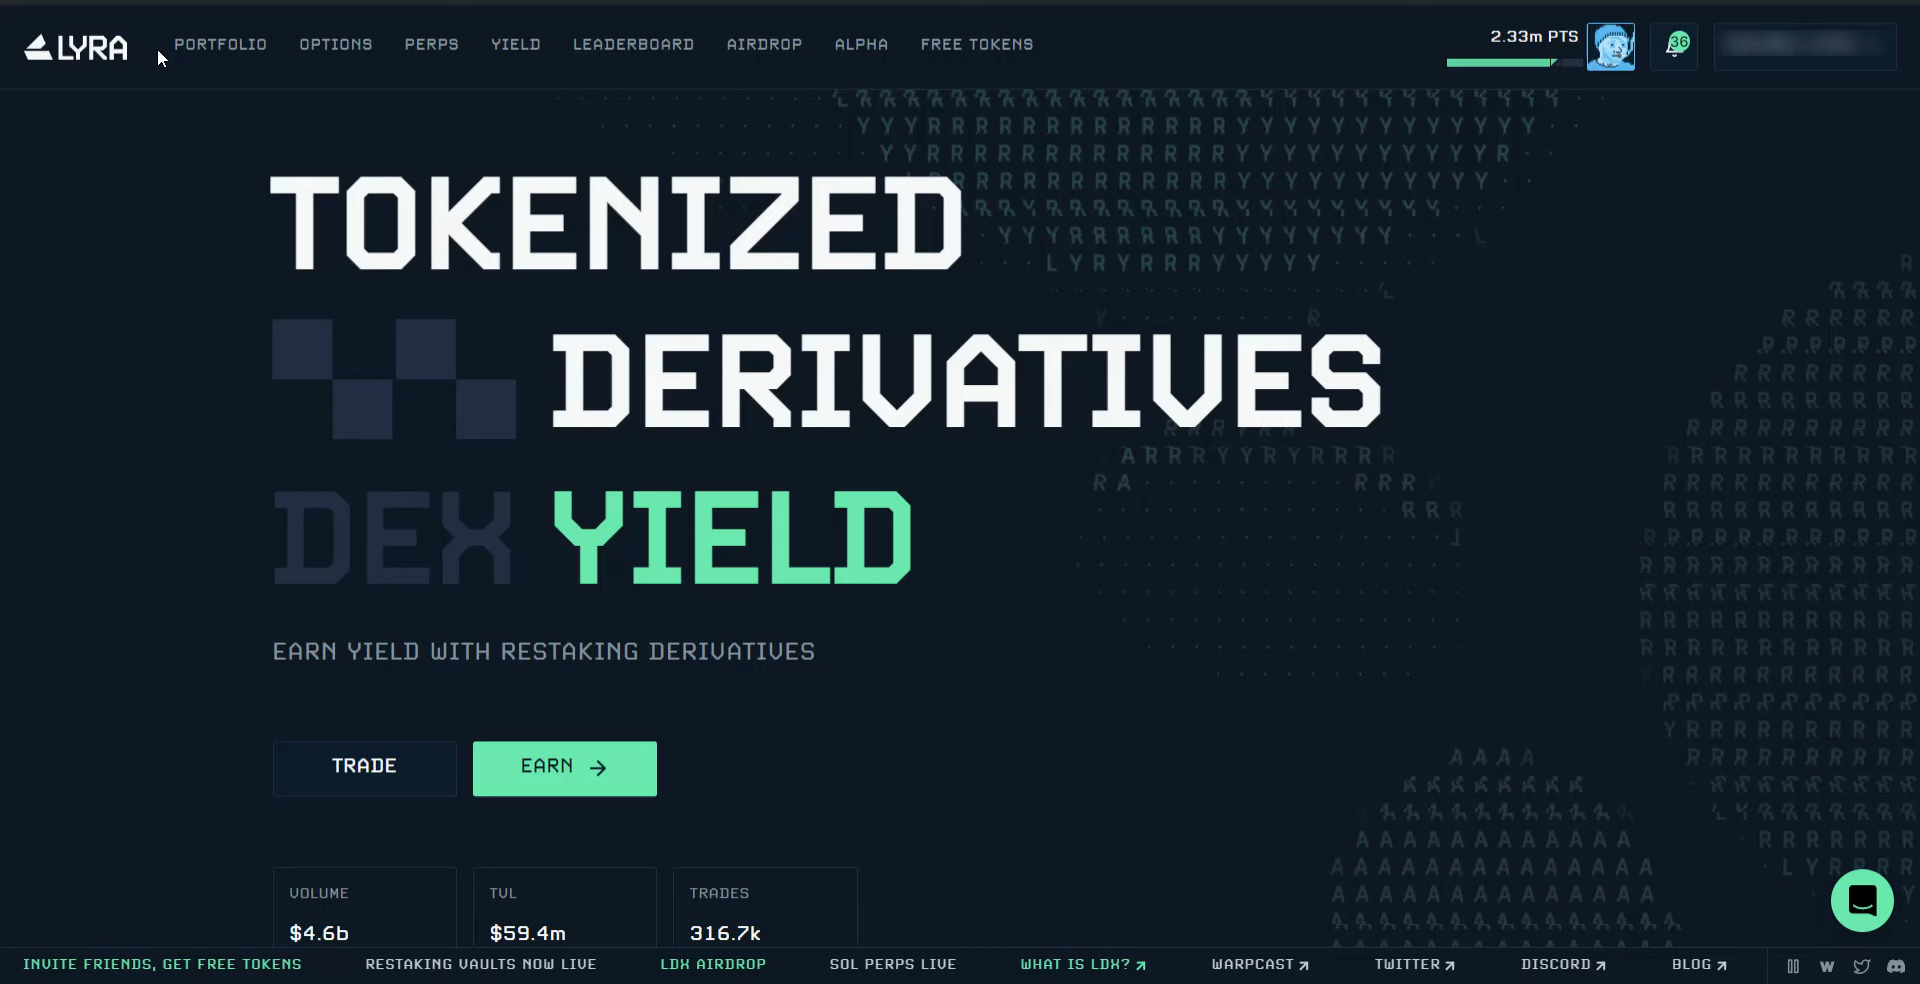 LYRA PORTFOLIO OPTIONS PERPS YIELD LEADERBOARD AIRDROP ALPHA FREE TOKENS 2.33m PTS 36
TOKENIZED
DERIVATIVES
DEX YIELD
EARN YIELD WITH RESTAKING DERIVATIVES
TRADE EARN →
VOLUME TVL TRADES
$4.6b $59.4m 316.7k
INVITE FRIENDS, GET FREE TOKENS RESTAKING VAULTS NOW LIVE LDX AIRDROP SOL PERPS LIVE WHAT IS LDX? WARPCAST TWITTER DISCORD BLOG